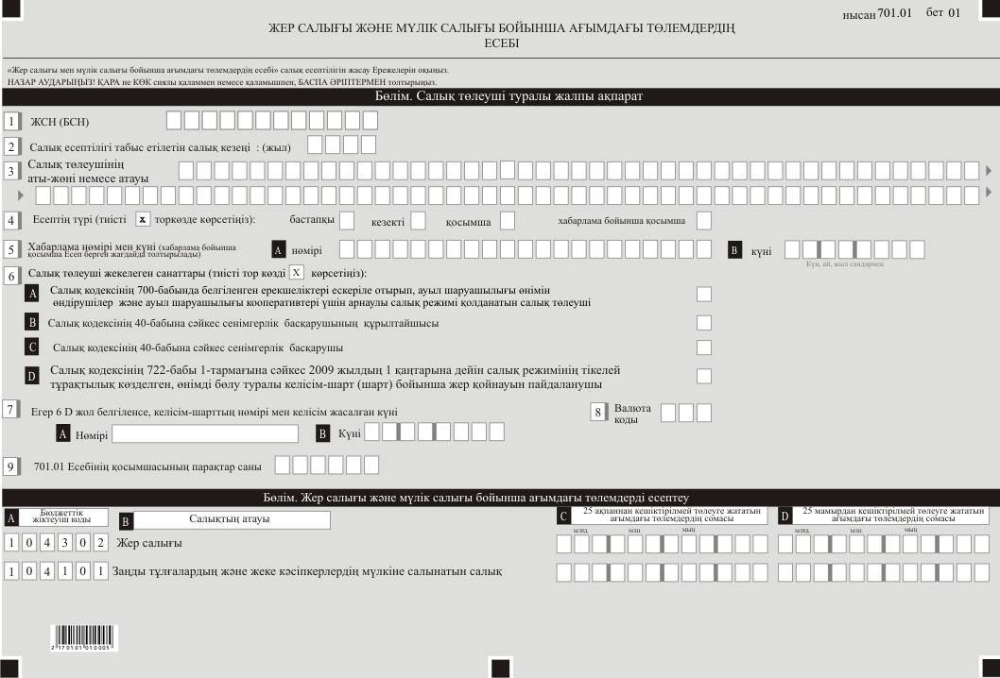 нысан 701.01 бет 01
ЖЕР САЛЫҒЫ ЖӘНЕ МҮЛІК САЛЫҒЫ БОЙЫНША АҒЫМДАҒЫ ТӨЛЕМДЕРДІҢ
ЕСЕБІ
«Жер салығы мен мүлік салығы бойынша ағымдағы төлемдердің есебі» салық есептілігін жасау Ережелерін оқыңыз.
НАЗАР АУДАРЫҢЫЗ! ҚАРА не КӨК сиялы қаламмен немесе қаламышпен, БАСПА ӘРІПТЕРМЕН толтырыңыз.
Бөлім. Салық төлеуші туралы жалпы ақпарат
1 ЖСН (БСН)
2 Салық есептілігі табыс етілетін салық кезеңі : (жыл)
3 Салық төлеушінің
аты-жөні немесе атауы
4 Есептің түрі (тиісті x торкөзде көрсетіңіз): бастапқы кезекті қосымша хабарлама бойынша қосымша
5 Хабарлама нөмірі мен күні (хабарлама бойынша
қосымша Есеп берген жағдайда толтырылады) A нөмірі B күні
Күн, ай, жыл сандармен
6 Салық төлеуші жекелеген санаттары (тиісті тор көзді X көрсетіңіз):
A Салық кодексінің 700-бабында белгіленген ерекшеліктері ескеріле отырып, ауыл шаруашылығы өнімін
өндірушілер және ауыл шаруашылығы кооперативтері үшін арнаулы салық режимі қолданатын салық төлеуші
B Салық кодексінің 40-бабына сәйкес сенімгерлік басқарушының құрылтайшысы
C Салық кодексінің 40-бабына сәйкес сенімгерлік басқарушы
D Салық кодексінің 722-бабы 1-тармағына сәйкес 2009 жылдың 1 қаңтарына дейін салық режимінің тікелей
тұрақтылық көзделген, өнімді бөлу туралы келісім-шарт (шарт) бойынша жер қойнауын пайдаланушы
7 Егер 6 D жол белгіленсе, келісім-шарттың нөмірі мен келісім жасалған күні 8 Валюта
коды
A Нөмірі B Күні
9 701.01 Есебінің қосымшасының парақтар саны
Бөлім. Жер салығы және мүлік салығы бойынша ағымдағы төлемдерді есептеу
A Бюджеттік
жіктеуіш коды B Салықтың атауы C 25 ақпаннан кешіктірілмей төлеуге жататын
ағымдағы төлемдердің сомасы D 25 мамырдан кешіктірілмей төлеуге жататын
ағымдағы төлемдердің сомасы
млрд. млн. мың млрд. млн. мың
1 0 4 3 0 2 Жер салығы
1 0 4 1 0 1 Заңды тұлғалардың және жеке кәсіпкерлердің мүлкіне салынатын салық
2 170101 010005